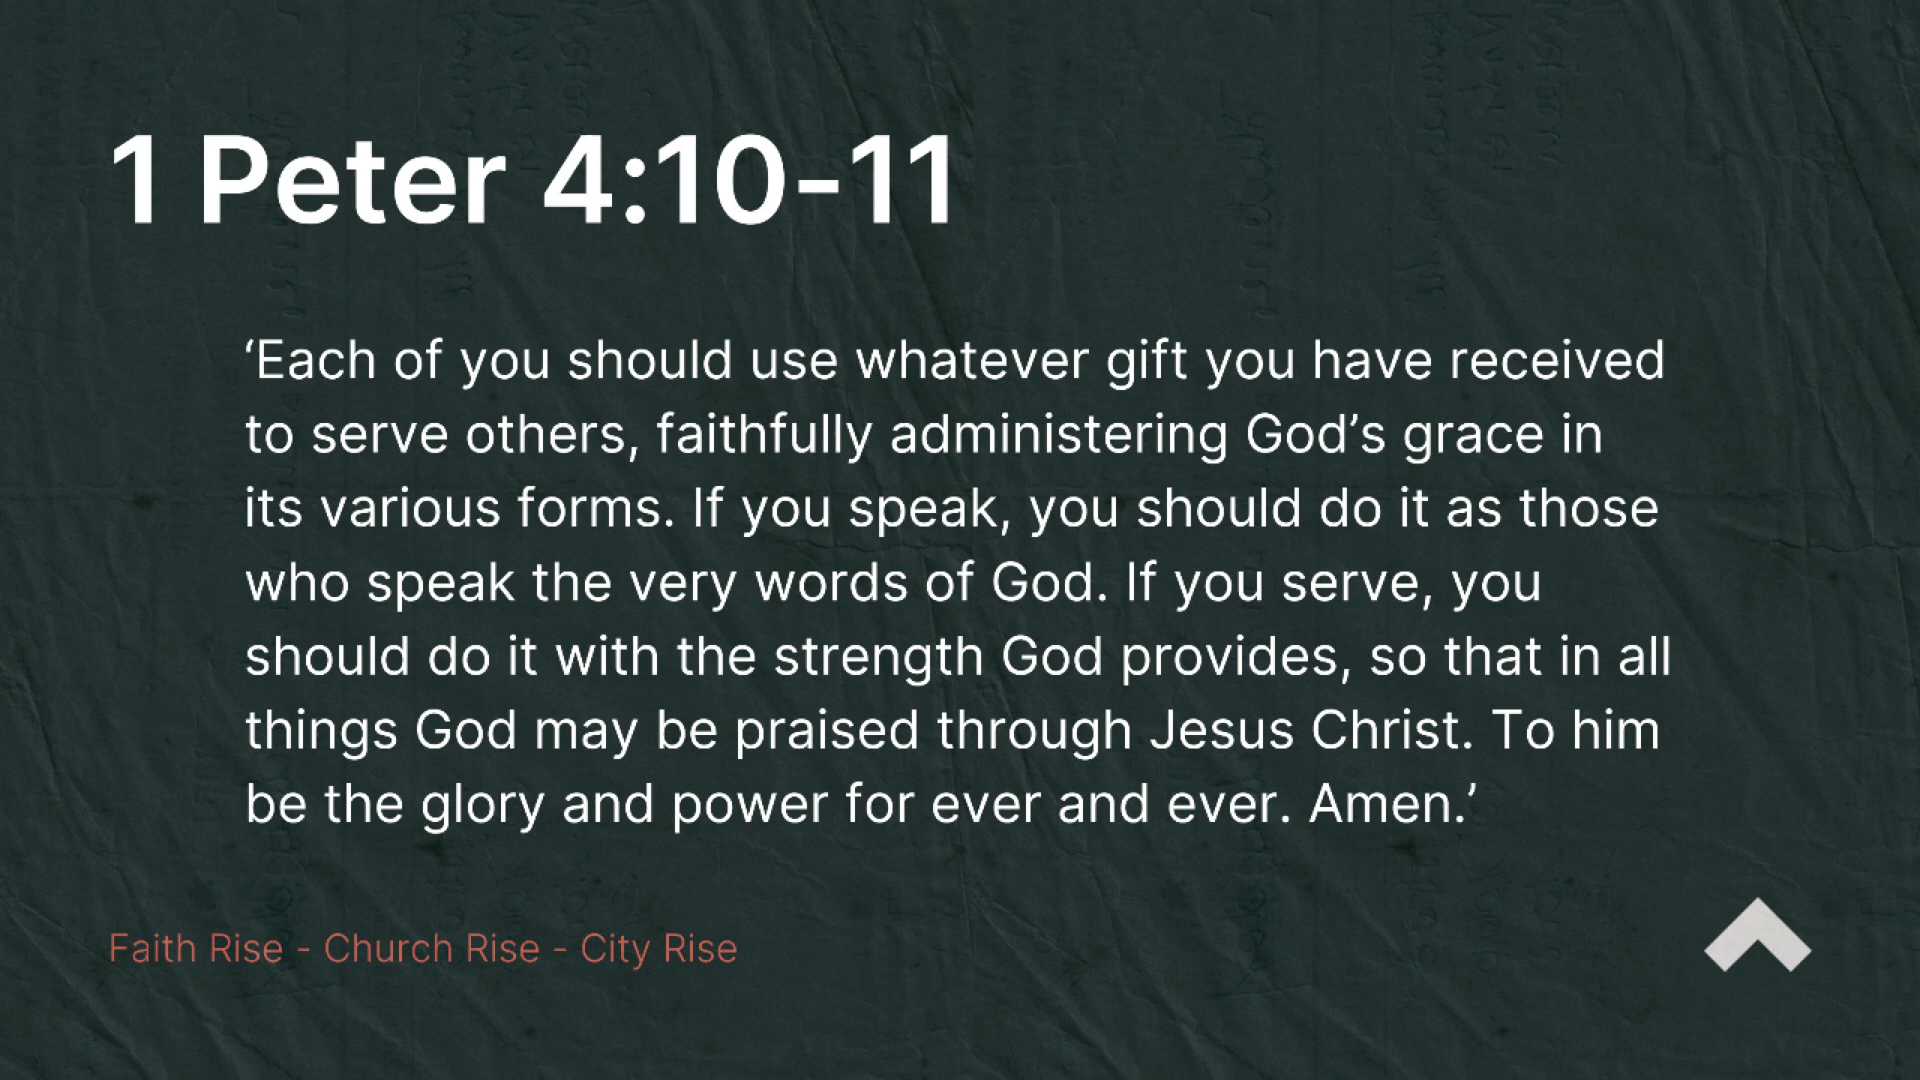 1 Peter 4:10-11
‘Each of you should use whatever gift you have received
to serve others, faithfully administering God’s grace in
its various forms. If you speak, you should do it as those
who speak the very words of God. If you serve, you
should do it with the strength God provides, so that in all
things God may be praised through Jesus Christ. To him
be the glory and power for ever and ever. Amen.’
Faith Rise - Church Rise - City Rise